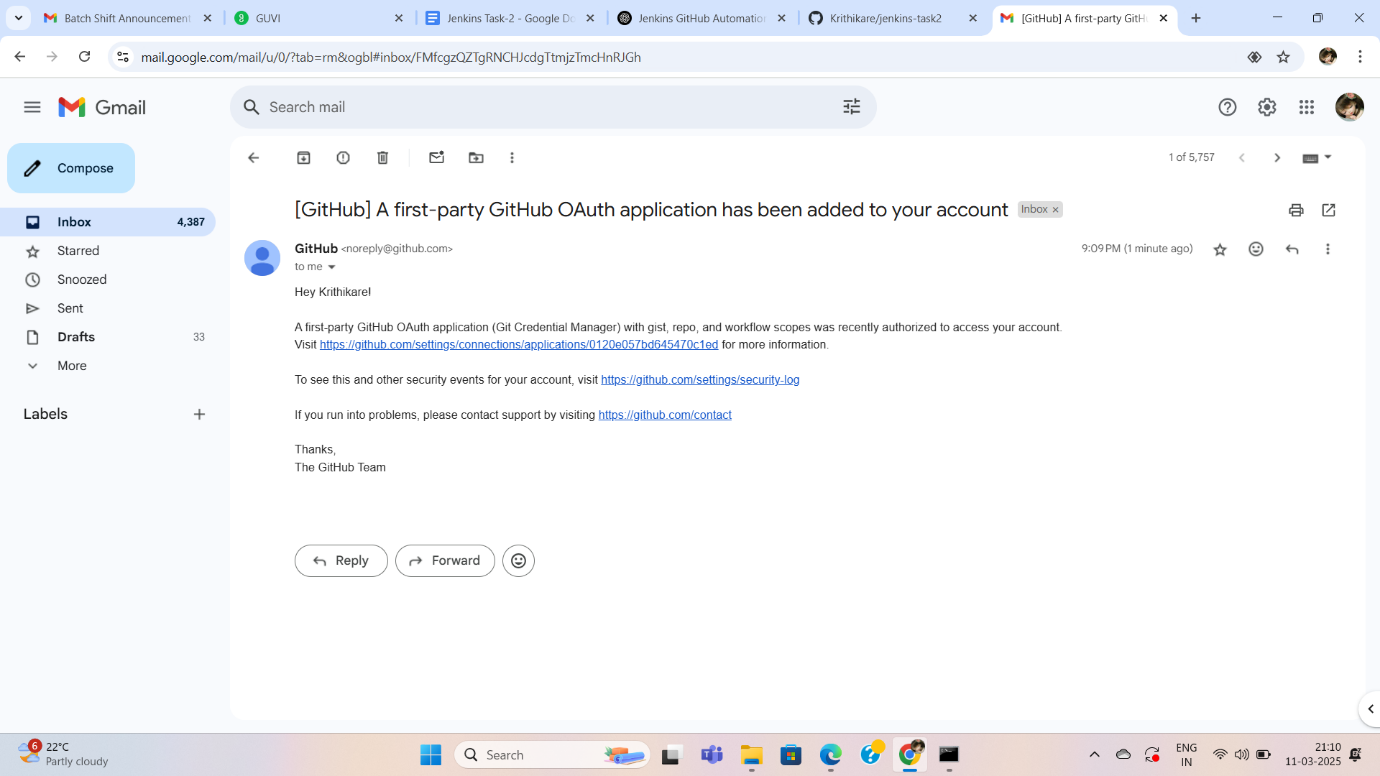 Batch Shift Announcement
GUVI
Jenkins Task-2 - Google Do
Jenkins GitHub Automation
Krithikare/jenkins-task2
[GitHub] A first-party GitH
mail.google.com/mail/u/0/?tab=rm&ogbl#inbox/FMfcgzQZTgRNCHJcdgTtmjzTmcHnRJGh
Gmail
Search mail
Compose
1 of 5,757
[GitHub] A first-party GitHub OAuth application has been added to your account
Inbox ×
Inbox 4,387
Starred
Snoozed
Sent
Drafts 33
More
Labels
GitHub <noreply@github.com>
9:09 PM (1 minute ago)
to me
Hey Krithikare!
A first-party GitHub OAuth application (Git Credential Manager) with gist, repo, and workflow scopes was recently authorized to access your account.
Visit https://github.com/settings/connections/applications/0120e057bd645470c1ed for more information.
To see this and other security events for your account, visit https://github.com/settings/security-log
If you run into problems, please contact support by visiting https://github.com/contact
Thanks,
The GitHub Team
Reply
Forward
6
22°C
Partly cloudy
Search
ENG
IN
21:10
11-03-2025